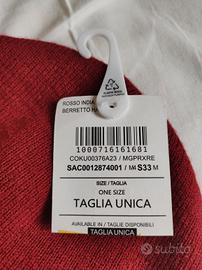 ROSSO INDIA
BERRETTO
1000716161681
COKU00376A23 / MGPRXRE
SAC0012874001 / M# S33 M
SIZE / TAGLIA
ONE SIZE
TAGLIA UNICA
AVAILABLE IN / TAGLIE DISPONIBILI
TAGLIA UNICA
subito